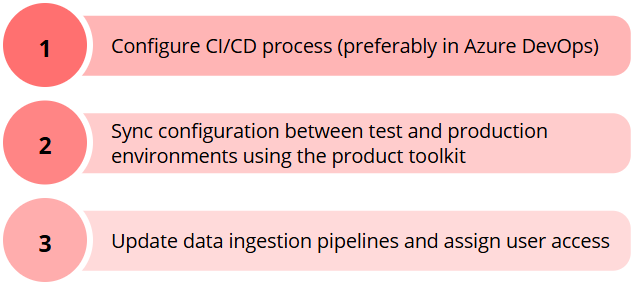 1
Configure CI/CD process (preferably in Azure DevOps)
2
Sync configuration between test and production
environments using the product toolkit
3
Update data ingestion pipelines and assign user access